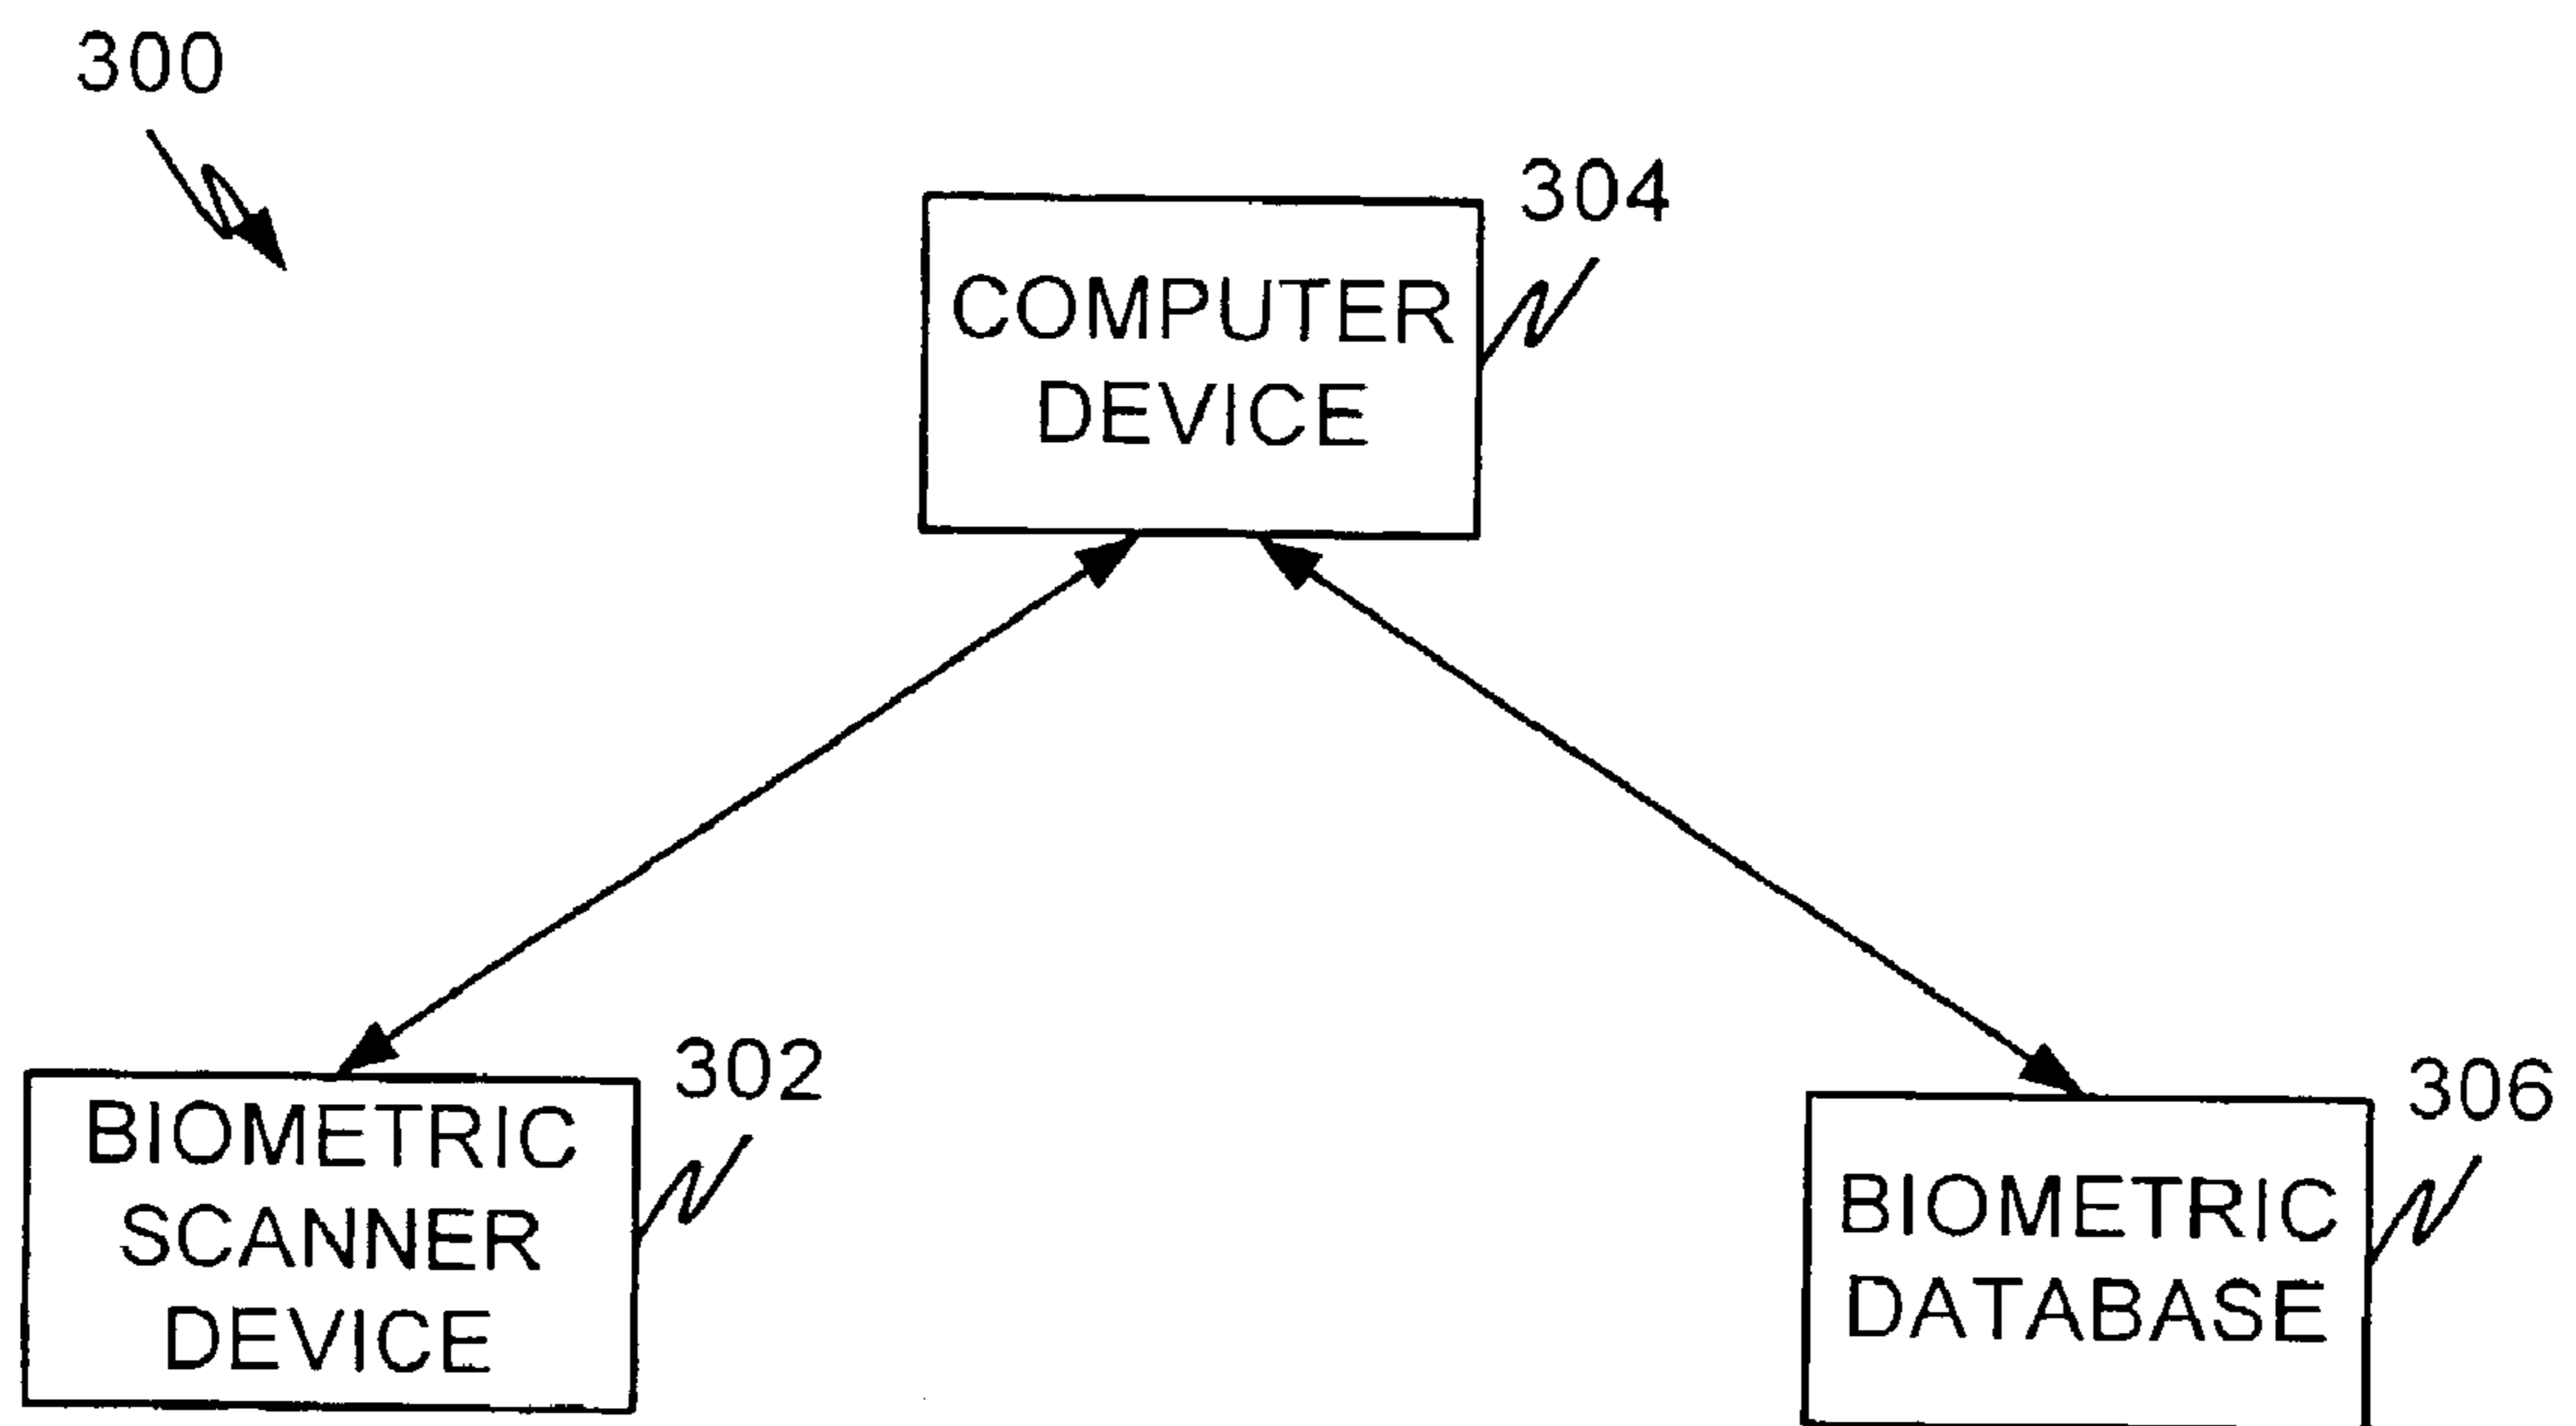 300
304
COMPUTER
DEVICE
302
BIOMETRIC
SCANNER
DEVICE
306
BIOMETRIC
DATABASE